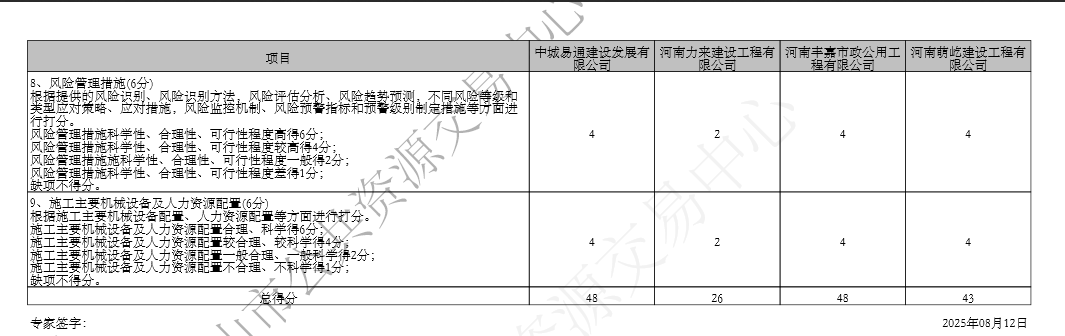 项目 中城易通建设发展有限公司 河南力来建设工程有限公司 河南丰嘉市政公用工程有限公司 河南萌屹建设工程有限公司
8、风险管理措施(6分)
根据提供的风险识别、风险识别方法，风险评估分析、风险趋势预测，不同风险等级和
类型应对策略、应对措施，风险监控机制、风险预警指标和预警级别制定措施等方面进
行打分。
风险管理措施科学性、合理性、可行性程度高得6分；
风险管理措施科学性、合理性、可行性程度较高得4分；
风险管理措施施科学性、合理性、可行性程度一般得2分；
风险管理措施科学性、合理性、可行性程度差得1分；
缺项不得分。
4 2 4 4
9、施工主要机械设备及人力资源配置(6分)
根据施工主要机械设备配置、人力资源配置等方面进行打分。
施工主要机械设备及人力资源配置合理、科学得6分；
施工主要机械设备及人力资源配置较合理、较科学得4分；
施工主要机械设备及人力资源配置一般合理、一般科学得2分；
施工主要机械设备及人力资源配置不合理、不科学得1分；
缺项不得分。
4 2 4 4
总得分 48 26 48 43
专家签字： 2025年08月12日
山市公共资源交易中心
资源交易中心